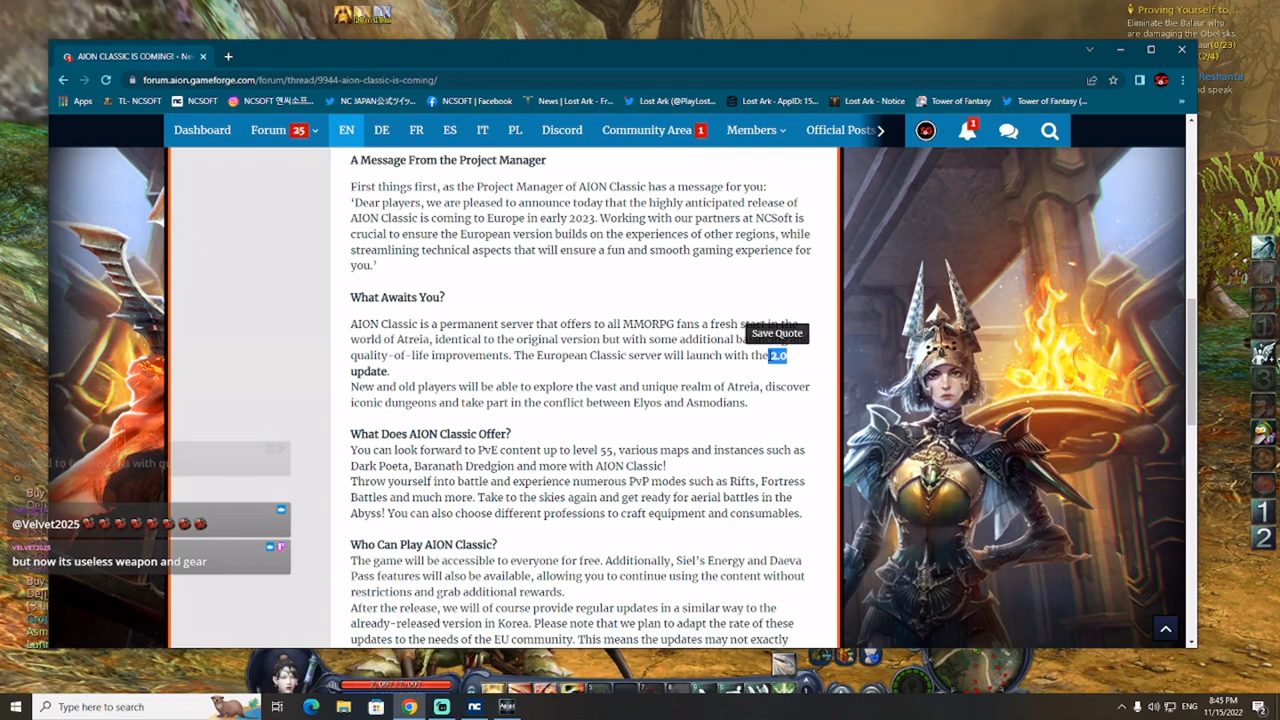 Proving Yourself to...
Eliminate the Balaur who
are damaging the Obelisks
AION CLASSIC IS COMING! - Ne
forum.aion.gameforge.com/forum/thread/9944-aion-classic-is-coming/
Apps TL- NCSOFT NCSOFT NCSOFT 엔씨소프... NC JAPAN公式ツイッ... NCSOFT | Facebook News | Lost Ark - Fr... Lost Ark (@PlayLost... Lost Ark - AppID: 15... Lost Ark - Notice Tower of Fantasy Tower of Fantasy (... »
Dashboard Forum 25 EN DE FR ES IT PL Discord Community Area 1 Members Official Posts 1
A Message From the Project Manager
First things first, as the Project Manager of AION Classic has a message for you:
‘Dear players, we are pleased to announce today that the highly anticipated release of
AION Classic is coming to Europe in early 2023. Working with our partners at NCSoft is
crucial to ensure the European version builds on the experiences of other regions, while
streamlining technical aspects that will ensure a fun and smooth gaming experience for
you.’
What Awaits You?
AION Classic is a permanent server that offers to all MMORPG fans a fresh start in the
Save Quote
world of Atreia, identical to the original version but with some additional
quality-of-life improvements. The European Classic server will launch with the 2.0
update.
New and old players will be able to explore the vast and unique realm of Atreia, discover
iconic dungeons and take part in the conflict between Elyos and Asmodians.
What Does AION Classic Offer?
You can look forward to PvE content up to level 55, various maps and instances such as
Dark Poeta, Baranath Dredgion and more with AION Classic!
Throw yourself into battle and experience numerous PvP modes such as Rifts, Fortress
Battles and much more. Take to the skies again and get ready for aerial battles in the
Abyss! You can also choose different professions to craft equipment and consumables.
Who Can Play AION Classic?
The game will be accessible to everyone for free. Additionally, Siel’s Energy and Daeva
Pass features will also be available, allowing you to continue using the content without
restrictions and grab additional rewards.
After the release, we will of course provide regular updates in a similar way to the
already-released version in Korea. Please note that we plan to adapt the rate of these
updates to the needs of the EU community. This means the updates may not exactly
@Velvet2025
VELVET2025
but now its useless weapon and gear
1
2
Type here to search
ENG
8:45 PM
11/15/2022
2